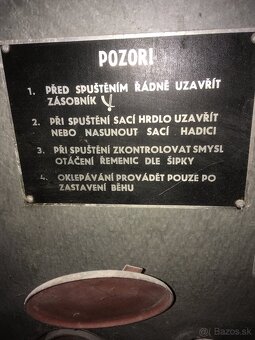 POZOR!
1. PŘED SPUŠTĚNÍM ŘÁDNĚ UZAVŘÍT
ZÁSOBNÍK
2. PŘI SPUŠTĚNÍ SACÍ HRDLO UZAVŘÍT
NEBO NASUNOUT SACÍ HADICI
3. PŘI SPUŠTĚNÍ ZKONTROLOVAT SMYSL
OTÁČENÍ ŘEMENIC DLE ŠIPKY
4. OKLEPÁVÁNÍ PROVÁDĚT POUZE PO
ZASTAVENÍ BĚHU
Bazos.sk